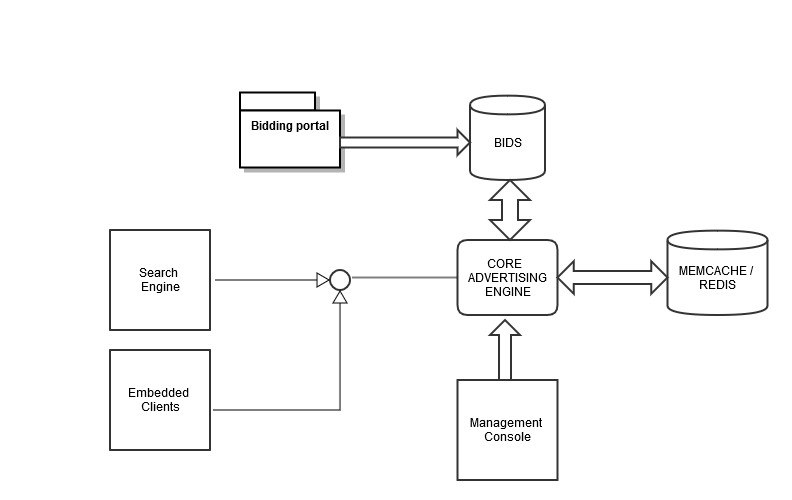 Bidding portal
BIDS
Search
Engine
CORE
ADVERTISING
ENGINE
MEMCACHE /
REDIS
Embedded
Clients
Management
Console